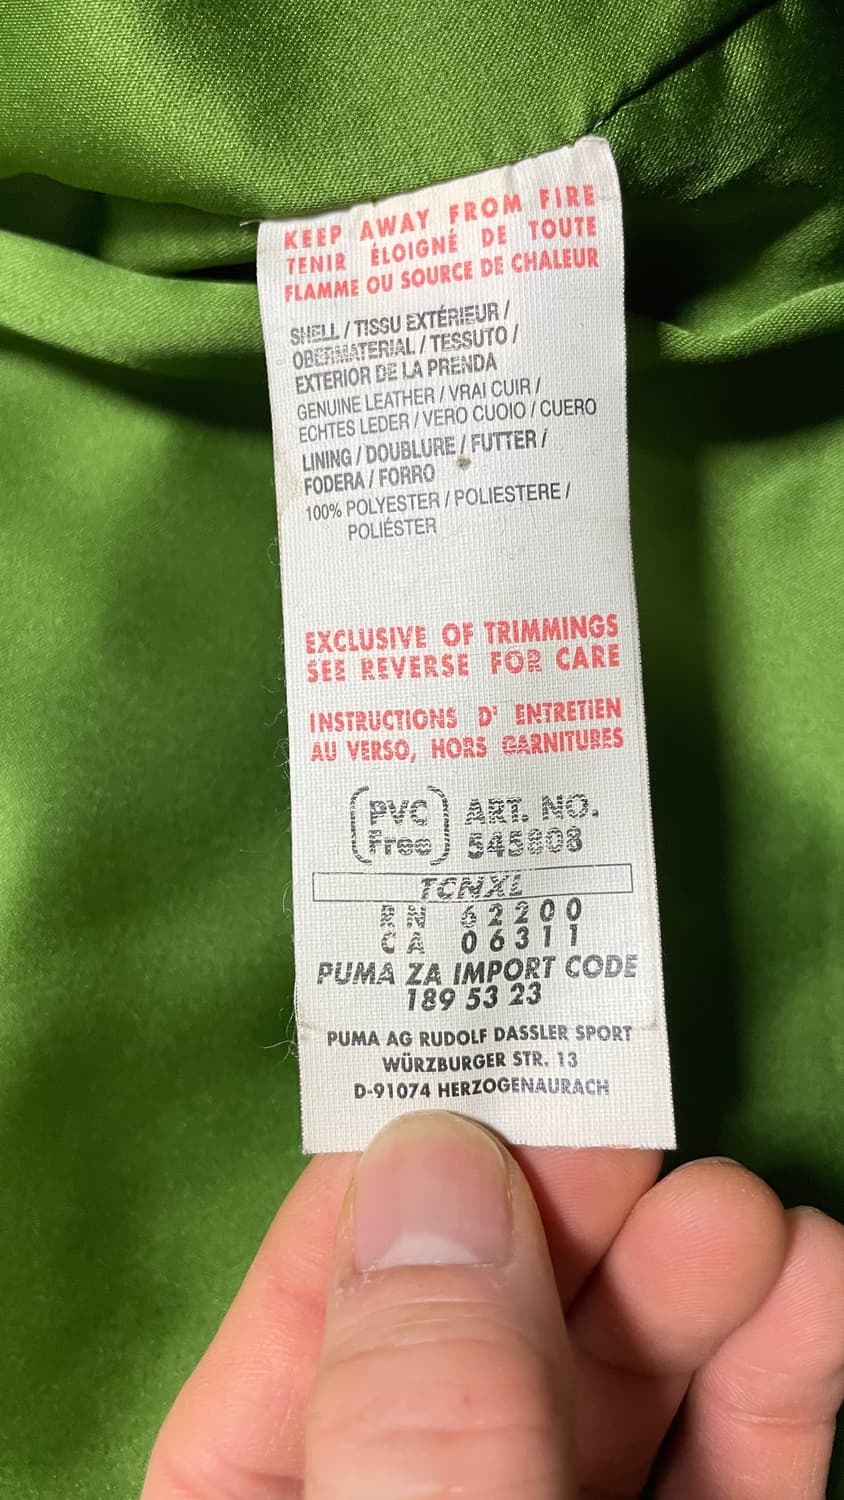 KEEP AWAY FROM FIRE
TENIR ÉLOIGNÉ DE TOUTE
FLAMME OU SOURCE DE CHALEUR
SHELL / TISSU EXTÉRIEUR /
OBERMATERIAL / TESSUTO /
EXTERIOR DE LA PRENDA
GENUINE LEATHER / VRAI CUIR /
ECHTES LEDER / VERO CUOIO / CUERO
LINING / DOUBLURE / FUTTER /
FODERA / FORRO
100% POLYESTER / POLIESTERE /
POLIÉSTER
EXCLUSIVE OF TRIMMINGS
SEE REVERSE FOR CARE
INSTRUCTIONS D' ENTRETIEN
AU VERSO, HORS GARNITURES
(PVC Free) ART. NO.
545808
TCNXL
RN 62200
CA 06311
PUMA ZA IMPORT CODE
189 53 23
PUMA AG RUDOLF DASSLER SPORT
WÜRZBURGER STR. 13
D-91074 HERZOGENAURACH